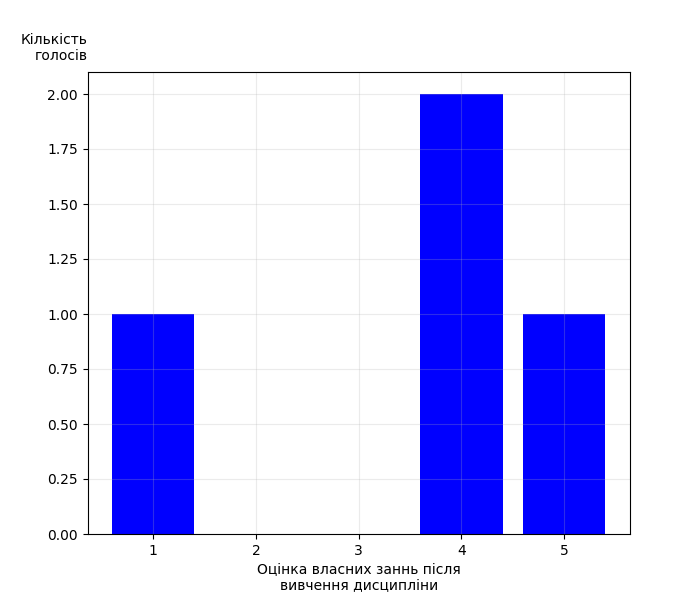 Кількість
голосів
2.00
1.75
1.50
1.25
1.00
0.75
0.50
0.25
0.00
1 2 3 4 5
Оцінка власних заннь після
вивчення дисципліни